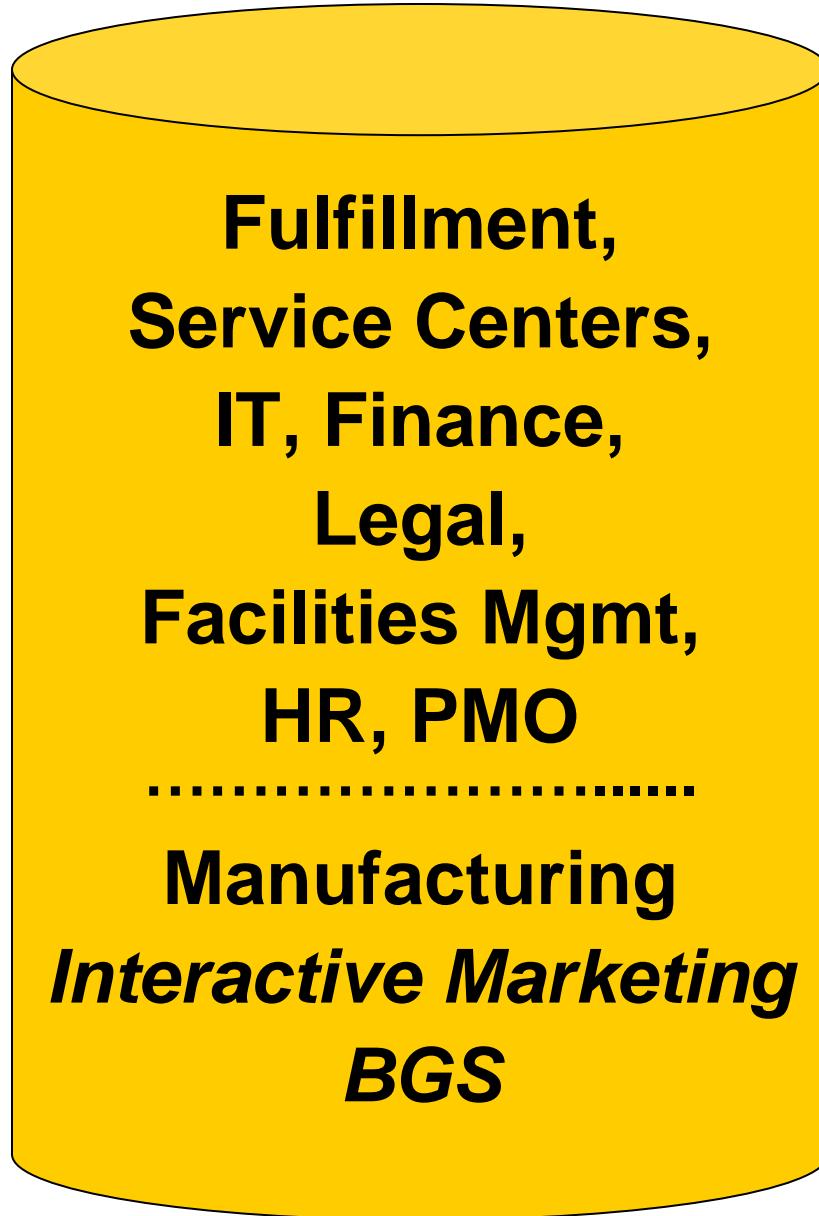 Fulfillment,
Service Centers,
IT, Finance,
Legal,
Facilities Mgmt,
HR, PMO
...........................
Manufacturing
Interactive Marketing
BGS